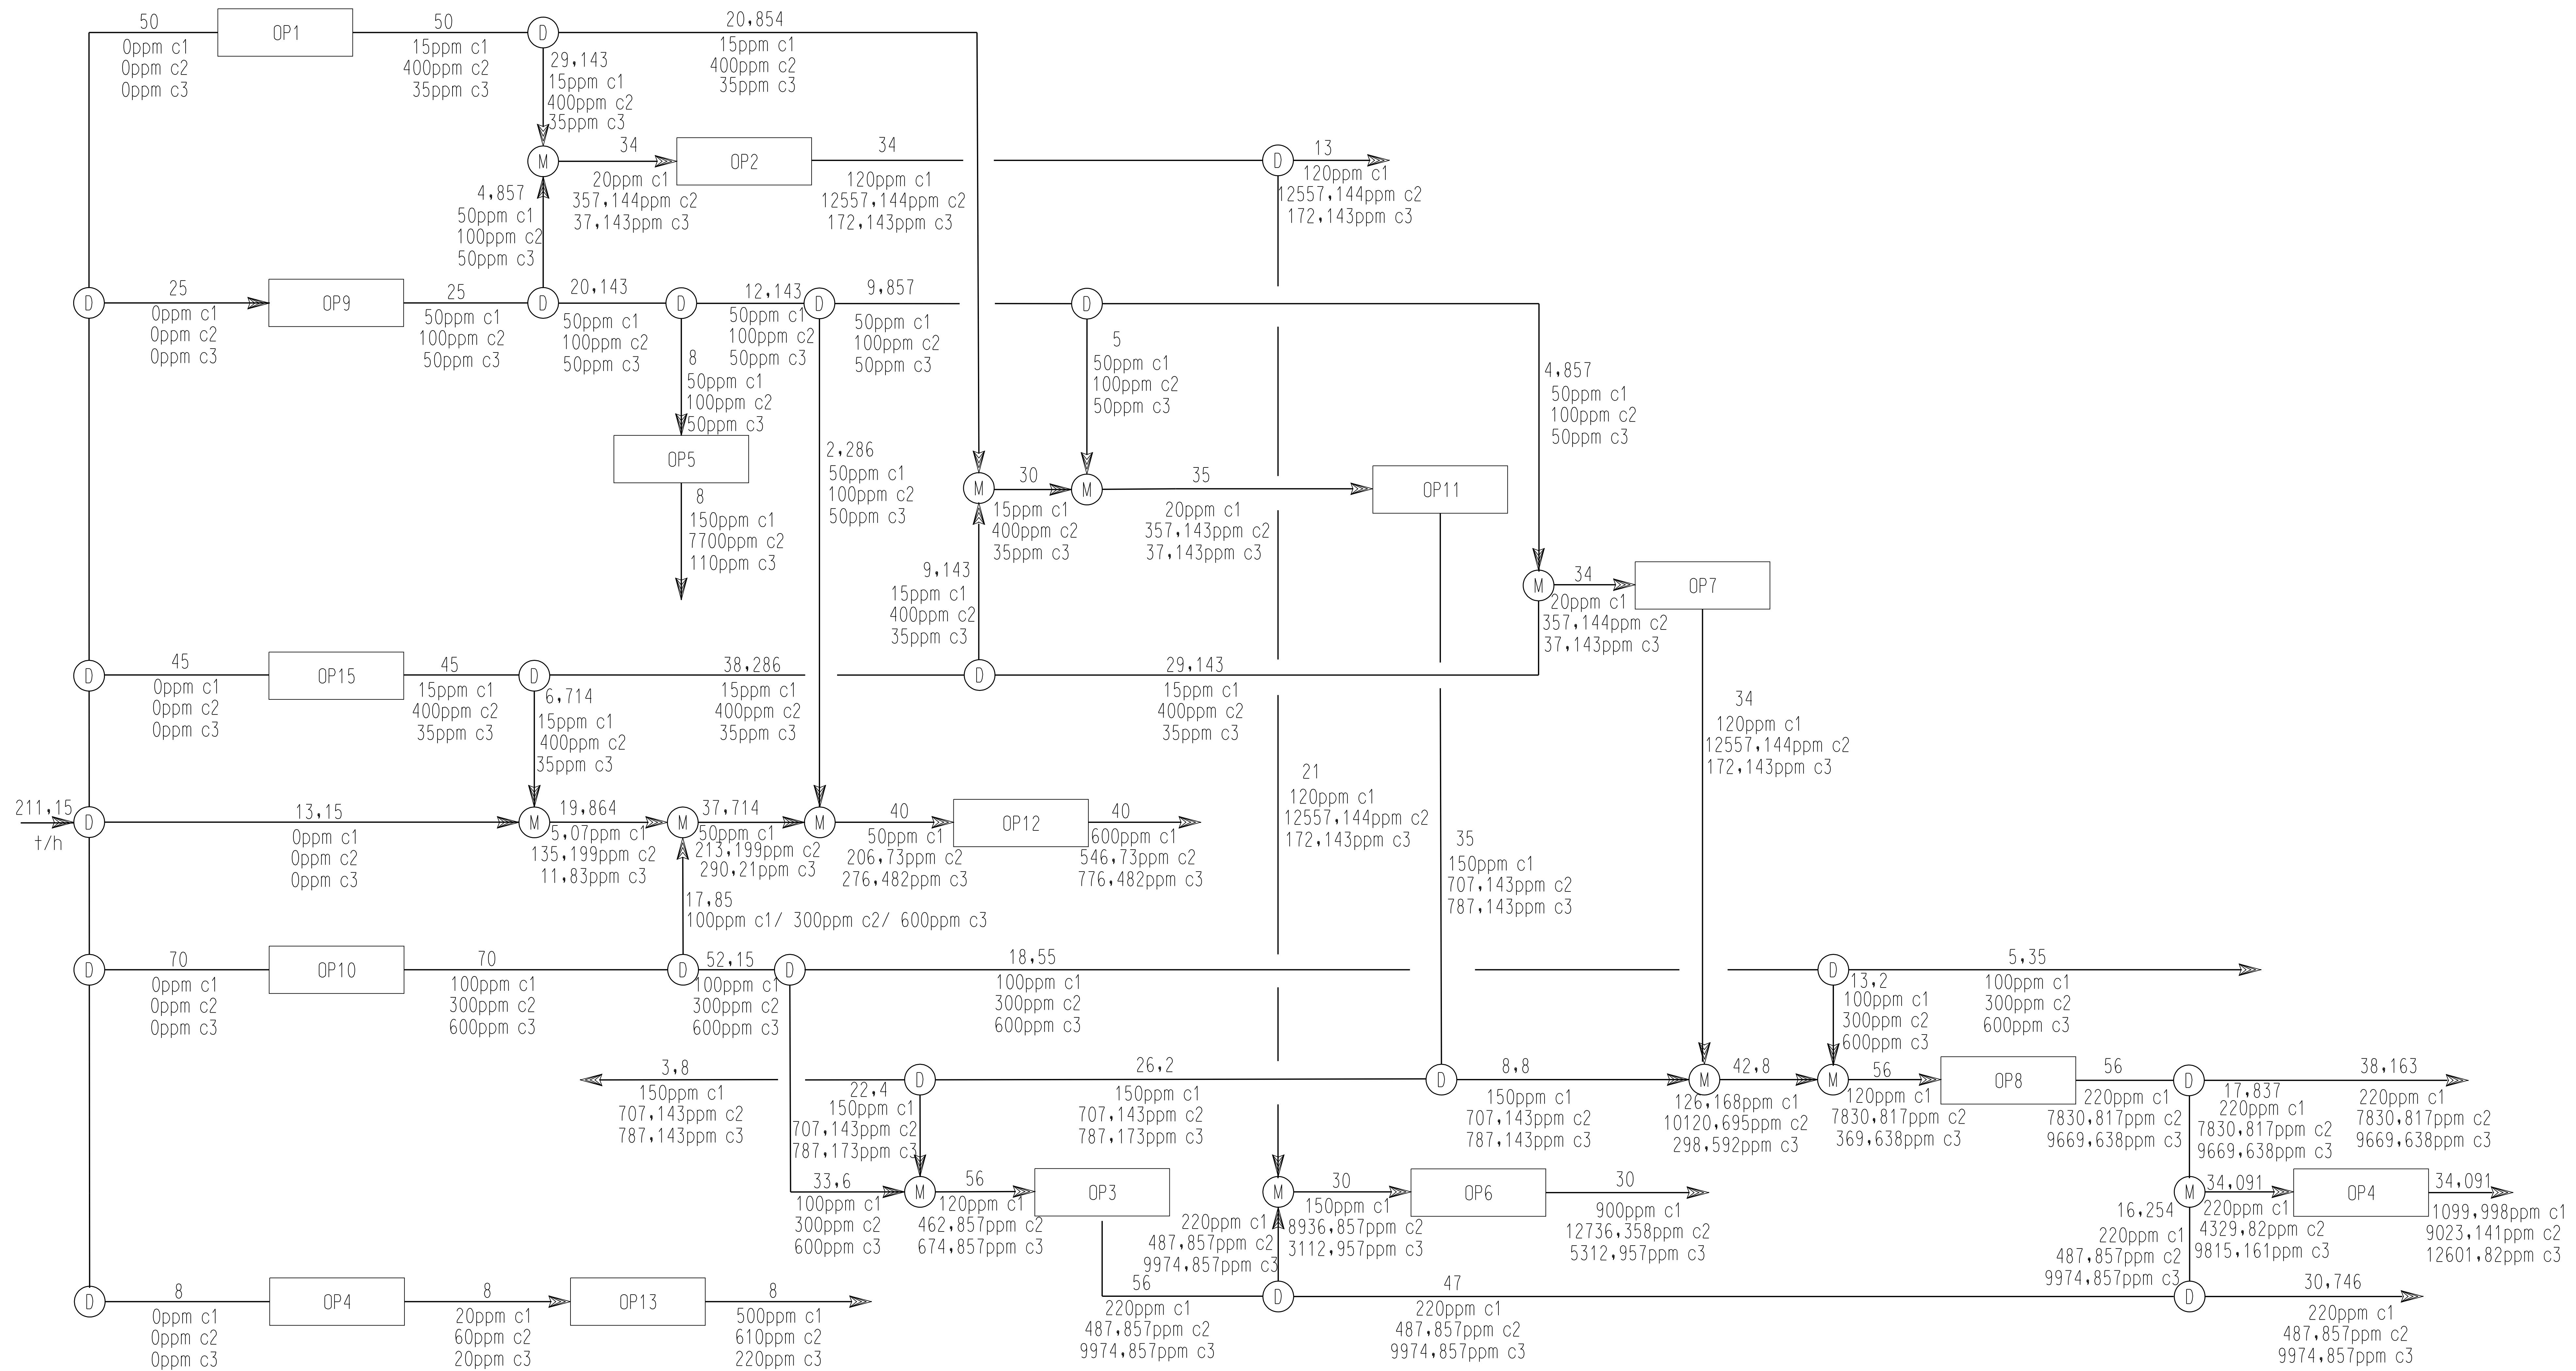 50
0ppm c1
0ppm c2
0ppm c3
OP1
50
15ppm c1
400ppm c2
35ppm c3
D
20,854
15ppm c1
400ppm c2
35ppm c3
29,143
15ppm c1
400ppm c2
35ppm c3
M
34
20ppm c1
357,144ppm c2
37,143ppm c3
OP2
34
120ppm c1
12557,144ppm c2
172,143ppm c3
D
13
120ppm c1
12557,144ppm c2
172,143ppm c3
4,857
50ppm c1
100ppm c2
50ppm c3
D
25
0ppm c1
0ppm c2
0ppm c3
OP9
25
50ppm c1
100ppm c2
50ppm c3
D
20,143
50ppm c1
100ppm c2
50ppm c3
D
12,143
50ppm c1
100ppm c2
50ppm c3
D
9,857
50ppm c1
100ppm c2
50ppm c3
D
8
50ppm c1
100ppm c2
50ppm c3
OP5
8
150ppm c1
7700ppm c2
110ppm c3
2,286
50ppm c1
100ppm c2
50ppm c3
5
50ppm c1
100ppm c2
50ppm c3
4,857
50ppm c1
100ppm c2
50ppm c3
M
30
15ppm c1
400ppm c2
35ppm c3
M
35
20ppm c1
357,143ppm c2
37,143ppm c3
OP11
9,143
15ppm c1
400ppm c2
35ppm c3
M
34
20ppm c1
357,144ppm c2
37,143ppm c3
OP7
D
45
0ppm c1
0ppm c2
0ppm c3
OP15
45
15ppm c1
400ppm c2
35ppm c3
D
38,286
15ppm c1
400ppm c2
35ppm c3
D
29,143
15ppm c1
400ppm c2
35ppm c3
6,714
15ppm c1
400ppm c2
35ppm c3
34
120ppm c1
12557,144ppm c2
172,143ppm c3
21
120ppm c1
12557,144ppm c2
172,143ppm c3
35
150ppm c1
707,143ppm c2
787,143ppm c3
211,15
t/h
D
13,15
0ppm c1
0ppm c2
0ppm c3
M
19,864
5,07ppm c1
135,199ppm c2
11,83ppm c3
M
37,714
50ppm c1
213,199ppm c2
290,21ppm c3
M
40
50ppm c1
206,73ppm c2
276,482ppm c3
OP12
40
600ppm c1
546,73ppm c2
776,482ppm c3
17,85
100ppm c1/ 300ppm c2/ 600ppm c3
D
70
0ppm c1
0ppm c2
0ppm c3
OP10
70
100ppm c1
300ppm c2
600ppm c3
D
52,15
100ppm c1
300ppm c2
600ppm c3
D
18,55
100ppm c1
300ppm c2
600ppm c3
D
5,35
100ppm c1
300ppm c2
600ppm c3
13,2
100ppm c1
300ppm c2
600ppm c3
3,8
150ppm c1
707,143ppm c2
787,143ppm c3
D
22,4
150ppm c1
707,143ppm c2
787,173ppm c3
26,2
150ppm c1
707,143ppm c2
787,173ppm c3
D
8,8
150ppm c1
707,143ppm c2
787,143ppm c3
M
42,8
126,168ppm c1
10120,695ppm c2
298,592ppm c3
M
56
120ppm c1
7830,817ppm c2
369,638ppm c3
OP8
56
220ppm c1
7830,817ppm c2
9669,638ppm c3
D
17,837
220ppm c1
7830,817ppm c2
9669,638ppm c3
38,163
220ppm c1
7830,817ppm c2
9669,638ppm c3
33,6
100ppm c1
300ppm c2
600ppm c3
M
56
120ppm c1
462,857ppm c2
674,857ppm c3
OP3
220ppm c1
487,857ppm c2
9974,857ppm c3
M
30
150ppm c1
8936,857ppm c2
3112,957ppm c3
OP6
30
900ppm c1
12736,358ppm c2
5312,957ppm c3
M
16,254
220ppm c1
487,857ppm c2
9974,857ppm c3
34,091
220ppm c1
4329,82ppm c2
9815,161ppm c3
OP4
34,091
1099,998ppm c1
9023,141ppm c2
12601,82ppm c3
D
8
0ppm c1
0ppm c2
0ppm c3
OP4
8
20ppm c1
60ppm c2
20ppm c3
OP13
8
500ppm c1
610ppm c2
220ppm c3
56
220ppm c1
487,857ppm c2
9974,857ppm c3
D
47
220ppm c1
487,857ppm c2
9974,857ppm c3
D
30,746
220ppm c1
487,857ppm c2
9974,857ppm c3